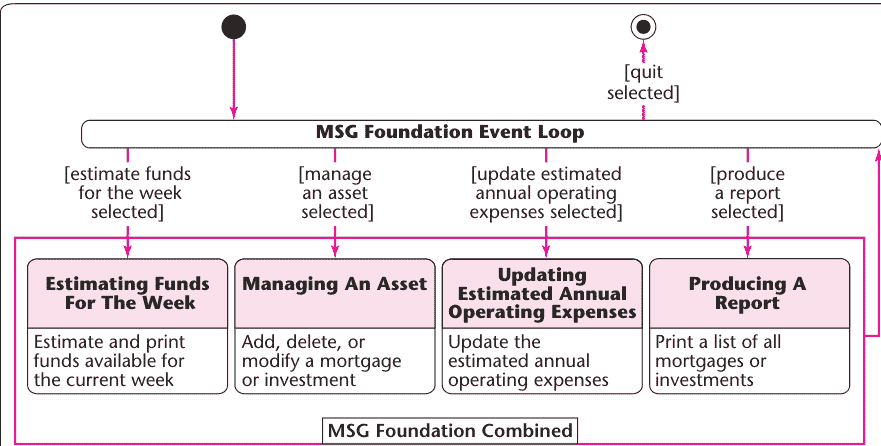 [quit
selected]
MSG Foundation Event Loop
[estimate funds
for the week
selected]
[manage
an asset
selected]
[update estimated
annual operating
expenses selected]
[produce
a report
selected]
Estimating Funds
For The Week
Estimate and print
funds available for
the current week
Managing An Asset
Add, delete, or
modify a mortgage
or investment
Updating
Estimated Annual
Operating Expenses
Update the
estimated annual
operating expenses
Producing A
Report
Print a list of all
mortgages or
investments
MSG Foundation Combined